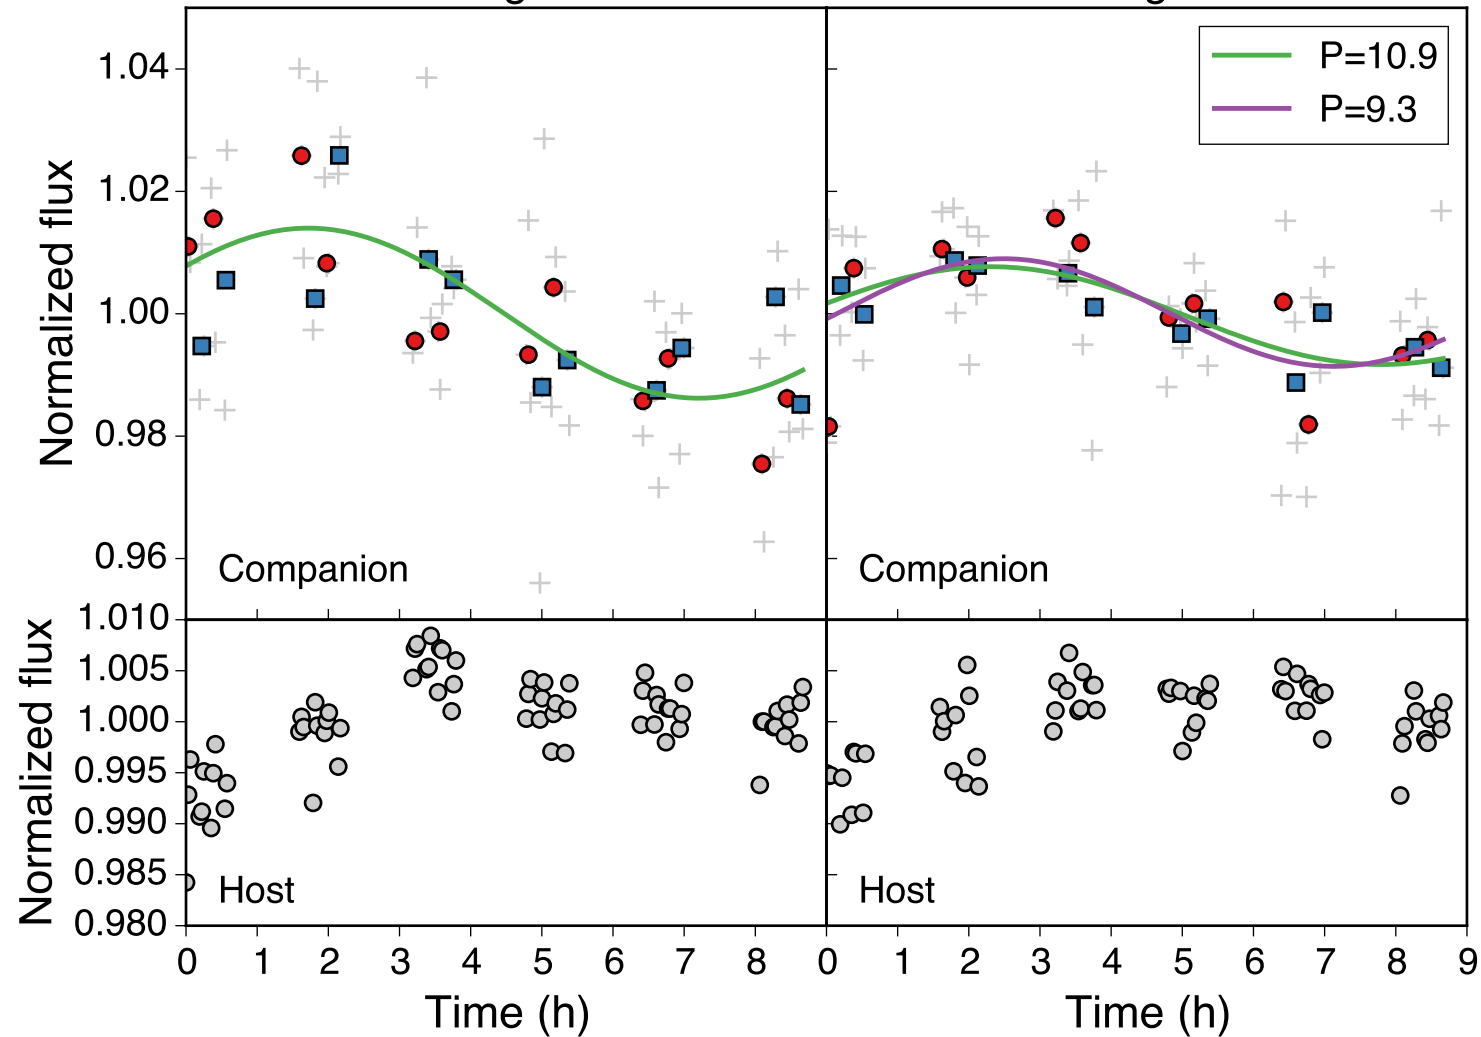 P=10.9
P=9.3
Normalized flux
1.04
1.02
1.00
0.98
0.96
Companion
Companion
Normalized flux
1.010
1.005
1.000
0.995
0.990
0.985
0.980
Host
Host
0 1 2 3 4 5 6 7 8 0 1 2 3 4 5 6 7 8 9
Time (h) Time (h)